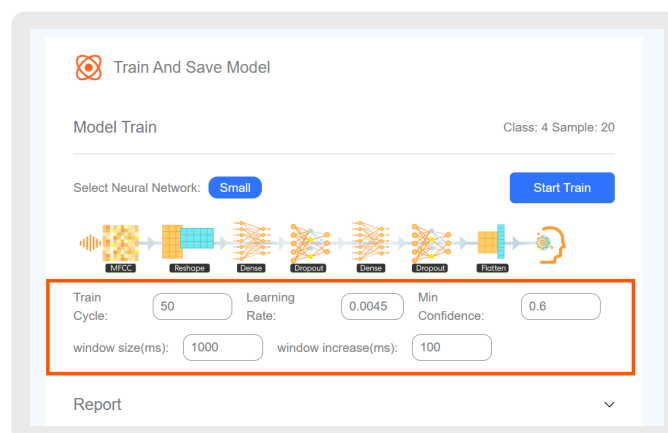 Train And Save Model
Model Train
Class: 4 Sample: 20
Select Neural Network: Small
Start Train
MFCC Reshape Dense Dropout Dense Dropout Flatten
Train Cycle: 50 Learning Rate: 0.0045 Min Confidence: 0.6
window size(ms): 1000 window increase(ms): 100
Report